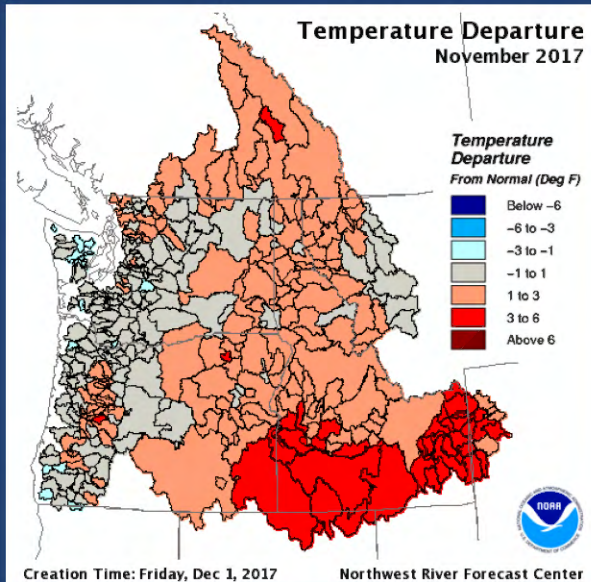 Temperature Departure
November 2017
Temperature
Departure
From Normal (Deg F)
Below -6
-6 to -3
-3 to -1
-1 to 1
1 to 3
3 to 6
Above 6
NOAA
Creation Time: Friday, Dec 1, 2017
Northwest River Forecast Center